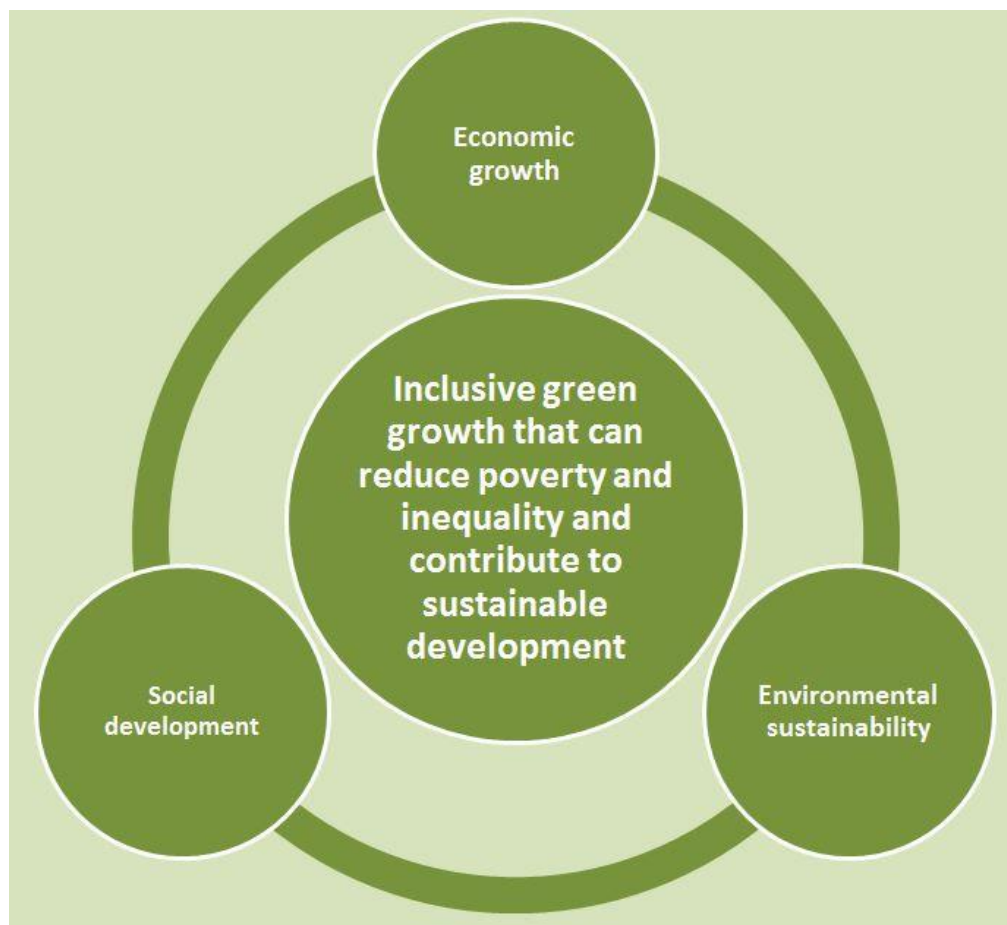 Economic
growth
Inclusive green
growth that can
reduce poverty and
inequality and
contribute to
sustainable
development
Social
development
Environmental
sustainability